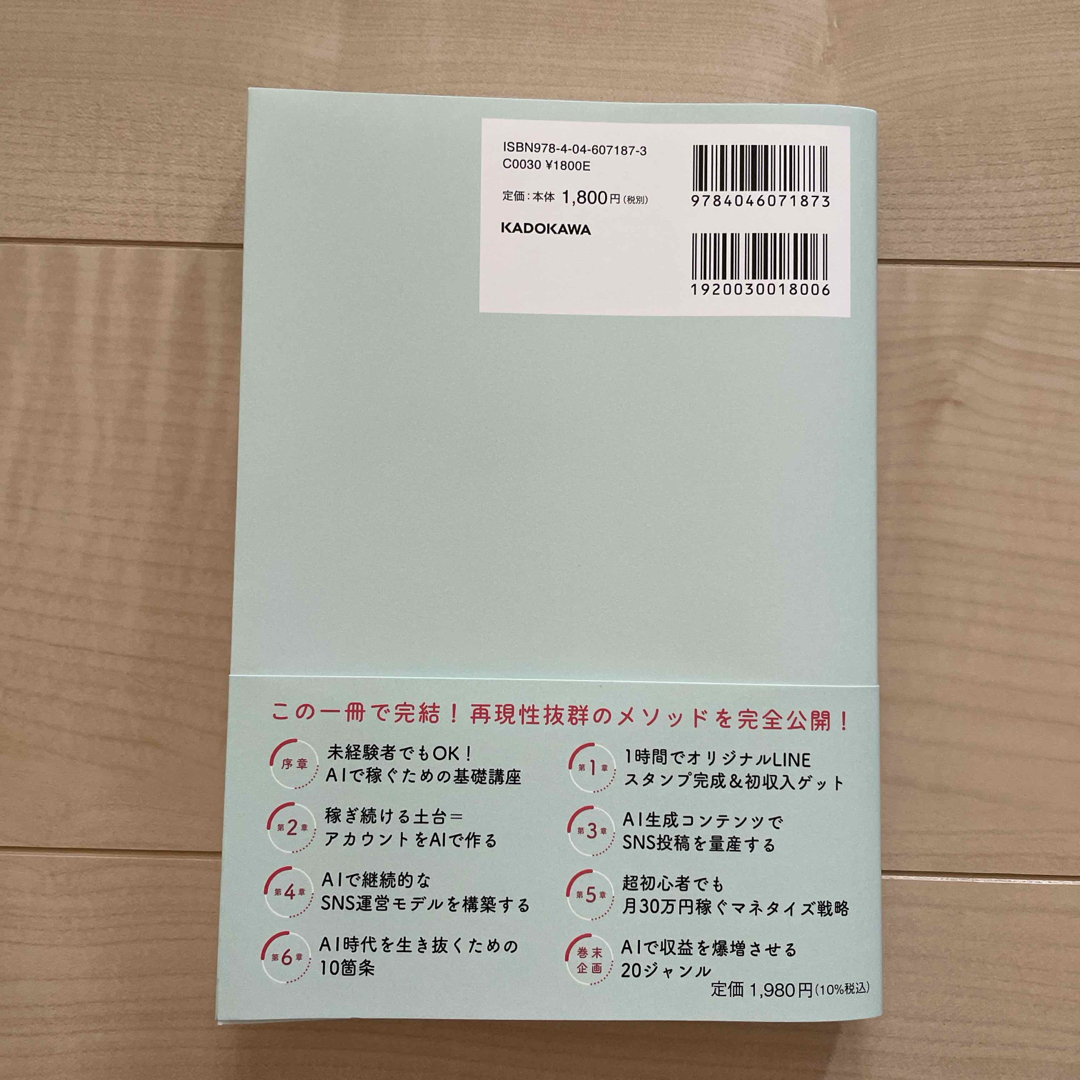 ISBN978-4-04-607187-3
C0030 ¥1800E
定価：本体 1,800円（税別）
KADOKAWA
9784046071873
1920030018006
この一冊で完結！再現性抜群のメソッドを完全公開！
序章
未経験者でもOK！
AIで稼ぐための基礎講座
第1章
1時間でオリジナルLINE
スタンプ完成＆初収入ゲット
第2章
稼ぎ続ける土台＝
アカウントをAIで作る
第3章
AI生成コンテンツで
SNS投稿を量産する
第4章
AIで継続的な
SNS運営モデルを構築する
第5章
超初心者でも
月30万円稼ぐマネタイズ戦略
第6章
AI時代を生き抜くための
10箇条
巻末
企画
AIで収益を爆増させる
20ジャンル
定価 1,980円（10%税込）